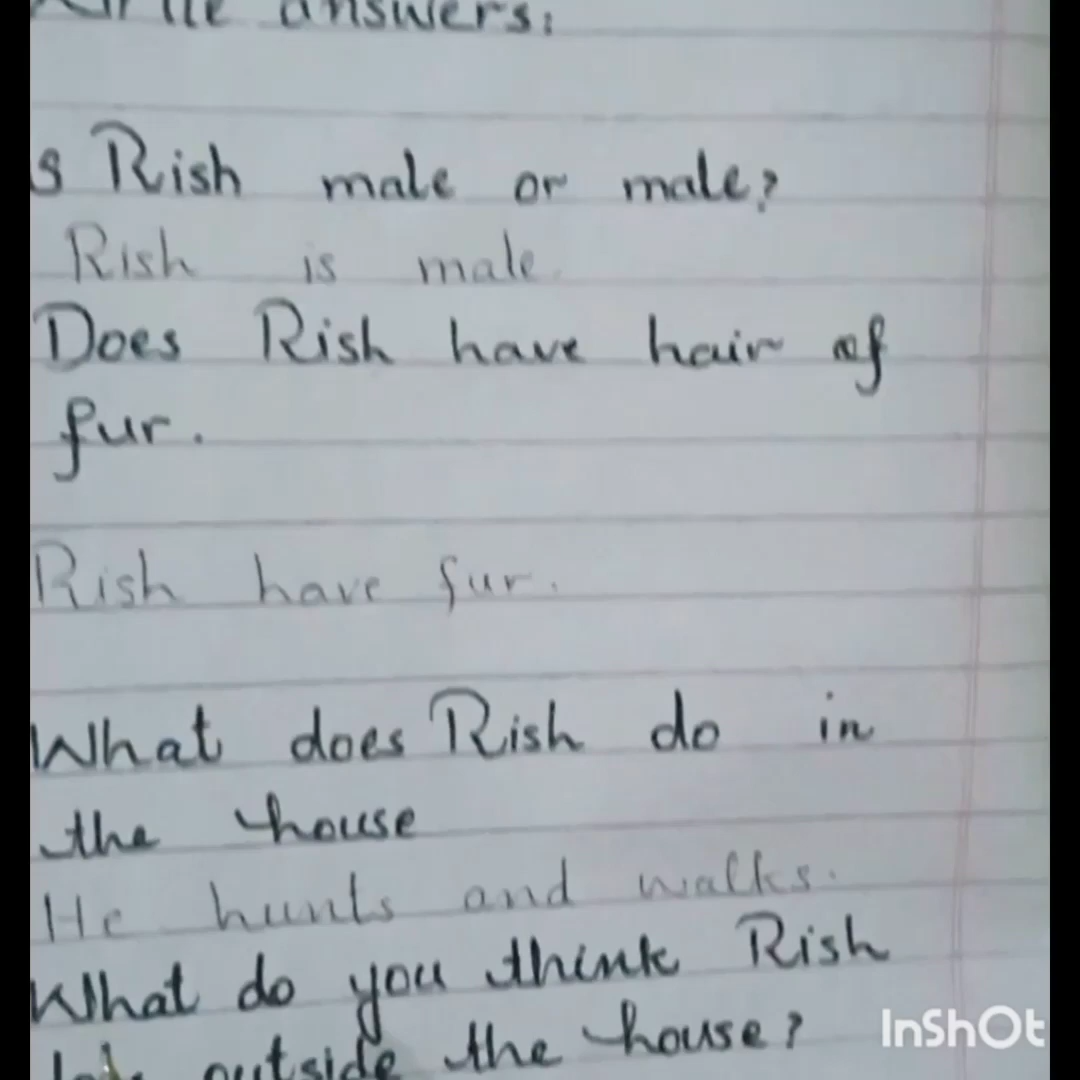 answers:
s Rish male or male?
Rish is male
Does Rish have hair of
fur.
Rish have fur.
What does Rish do in
the house
He hunts and walks.
What do you think Rish
outside the house?
InShOt